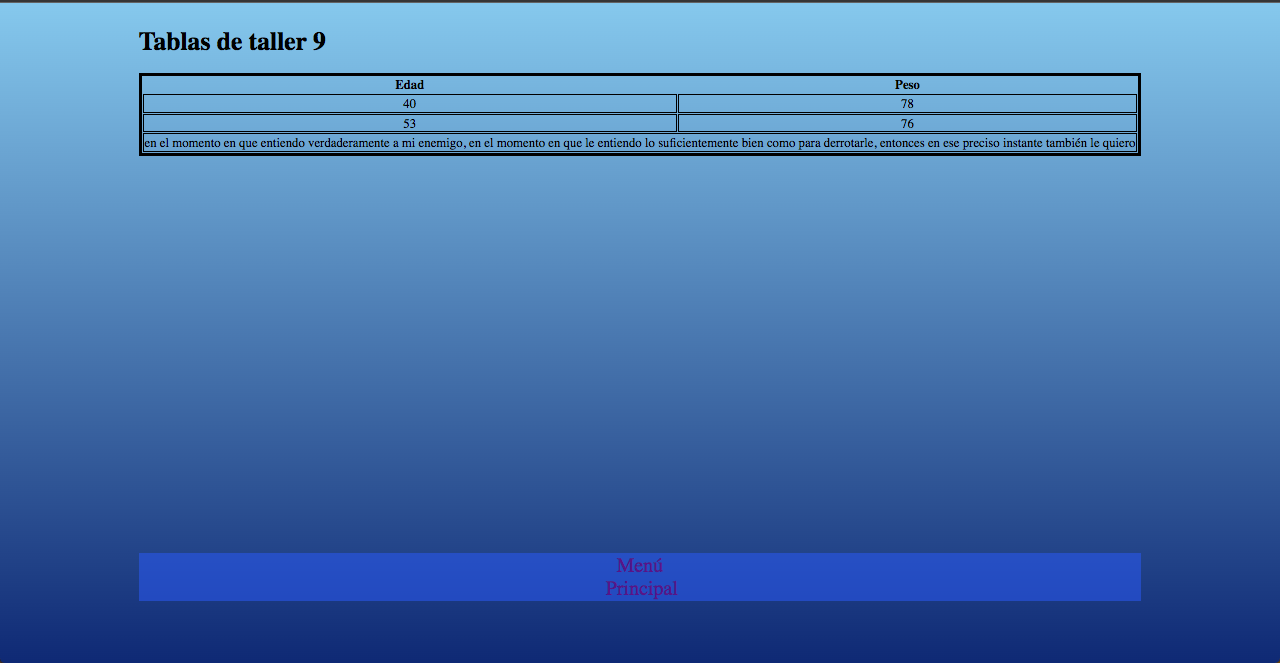 Tablas de taller 9
Edad Peso
40 78
53 76
en el momento en que entiendo verdaderamente a mi enemigo, en el momento en que le entiendo lo suficientemente bien como para derrotarle, entonces en ese preciso instante también le quiero
Menú
Principal